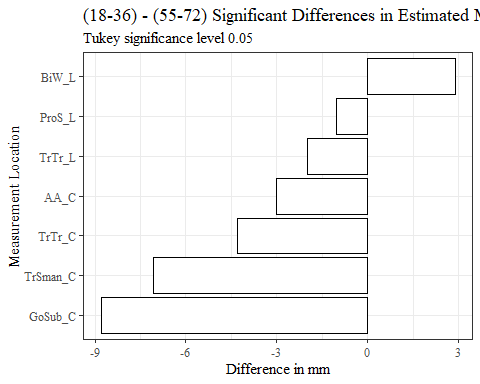 (18-36) - (55-72) Significant Differences in Estimated
Tukey significance level 0.05
Measurement Location
BiW_L
ProS_L
TrTr_L
AA_C
TrTr_C
TrSman_C
GoSub_C
-9 -6 -3 0 3
Difference in mm